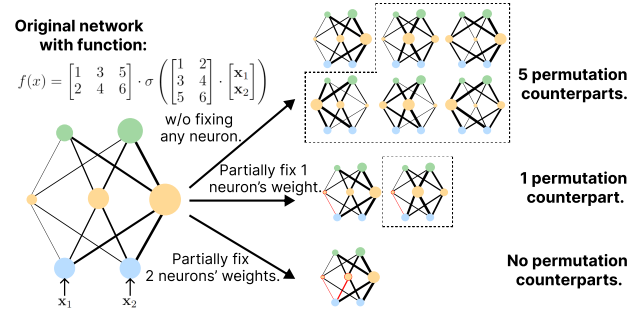 Original network
with function:
f(x) = [1 3 5
2 4 6] · σ ([1 2
3 4
5 6] · [x₁
x₂])
w/o fixing
any neuron.
5 permutation
counterparts.
Partially fix 1
neuron's weight.
1 permutation
counterpart.
Partially fix
2 neurons' weights.
No permutation
counterparts.
x₁ x₂